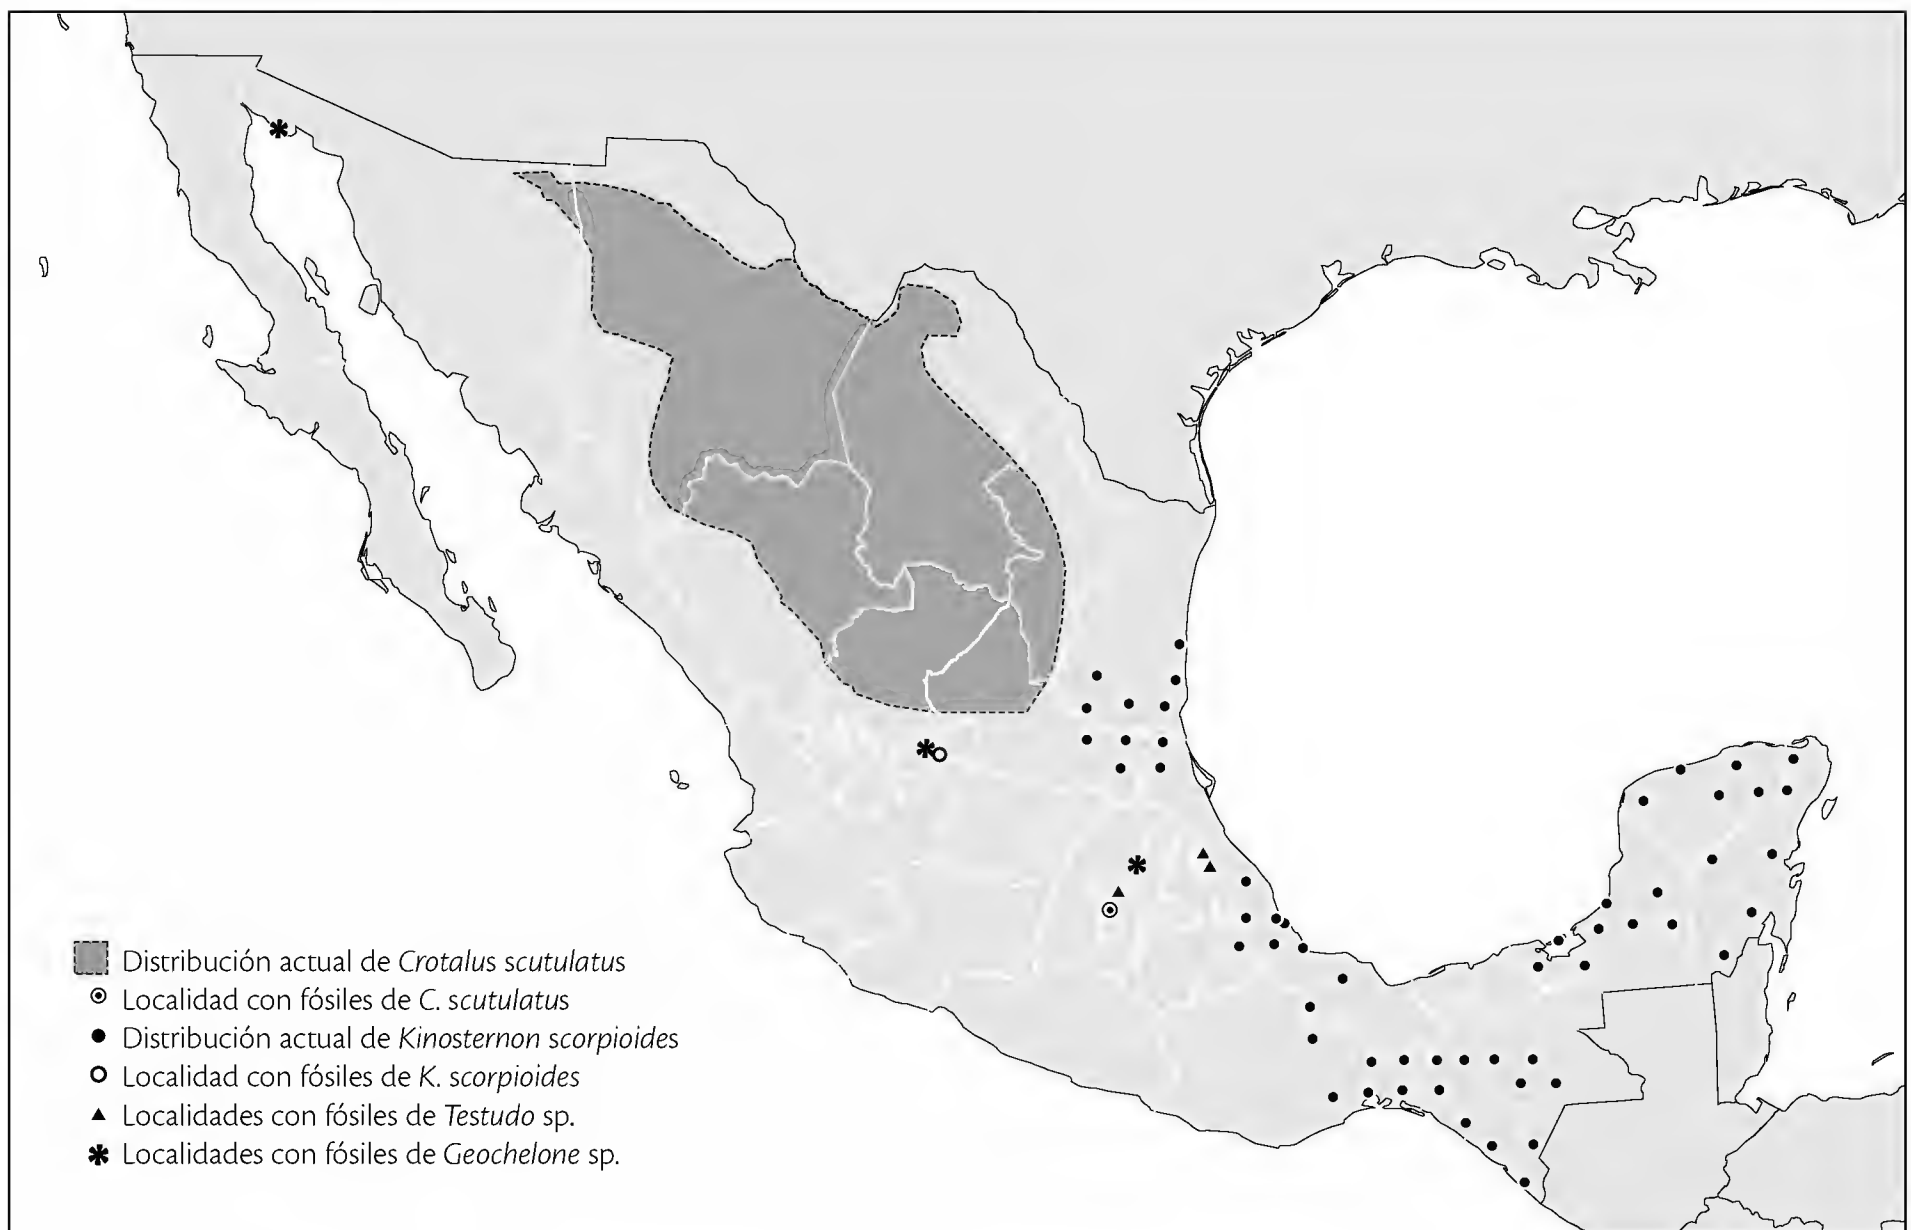 Distribución actual de Crotalus scutulatus
Localidad con fósiles de C. scutulatus
Distribución actual de Kinosternon scorpioides
Localidad con fósiles de K. scorpioides
Localidades con fósiles de Testudo sp.
Localidades con fósiles de Geochelone sp.